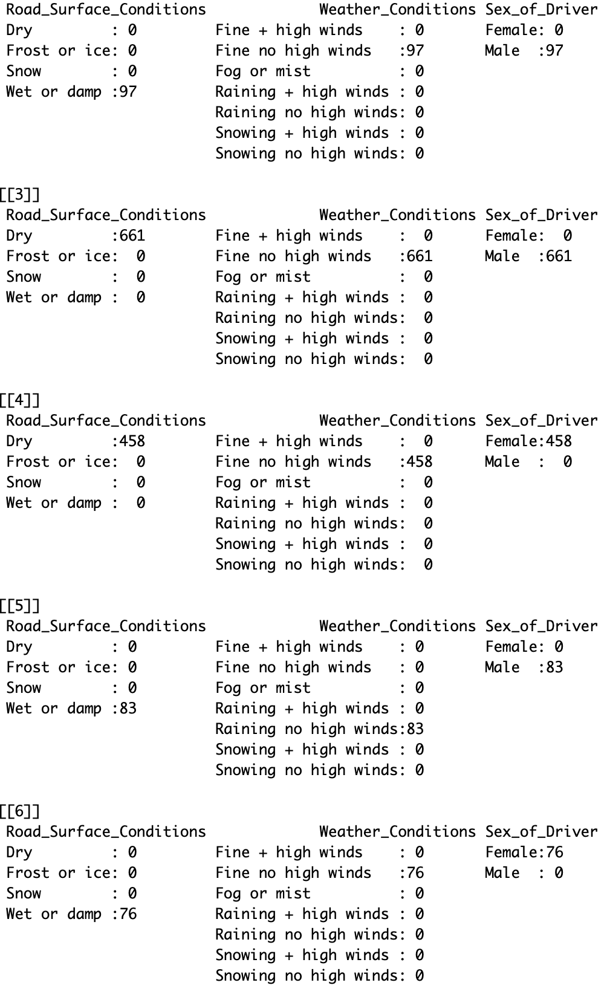 Road_Surface_Conditions             Weather_Conditions Sex_of_Driver
Dry         : 0         Fine + high winds    : 0      Female: 0
Frost or ice: 0         Fine no high winds   :97      Male  :97
Snow        : 0         Fog or mist          : 0
Wet or damp :97         Raining + high winds : 0
                        Raining no high winds: 0
                        Snowing + high winds : 0
                        Snowing no high winds: 0
[[3]]
Road_Surface_Conditions             Weather_Conditions Sex_of_Driver
Dry         :661        Fine + high winds    :  0     Female:  0
Frost or ice:  0        Fine no high winds   :661     Male  :661
Snow        :  0        Fog or mist          :  0
Wet or damp :  0        Raining + high winds :  0
                        Raining no high winds:  0
                        Snowing + high winds :  0
                        Snowing no high winds:  0
[[4]]
Road_Surface_Conditions             Weather_Conditions Sex_of_Driver
Dry         :458        Fine + high winds    :  0     Female:458
Frost or ice:  0        Fine no high winds   :458     Male  :  0
Snow        :  0        Fog or mist          :  0
Wet or damp :  0        Raining + high winds :  0
                        Raining no high winds:  0
                        Snowing + high winds :  0
                        Snowing no high winds:  0
[[5]]
Road_Surface_Conditions             Weather_Conditions Sex_of_Driver
Dry         : 0         Fine + high winds    : 0      Female: 0
Frost or ice: 0         Fine no high winds   : 0      Male  :83
Snow        : 0         Fog or mist          : 0
Wet or damp :83         Raining + high winds : 0
                        Raining no high winds:83
                        Snowing + high winds : 0
                        Snowing no high winds: 0
[[6]]
Road_Surface_Conditions             Weather_Conditions Sex_of_Driver
Dry         : 0         Fine + high winds    : 0      Female:76
Frost or ice: 0         Fine no high winds   :76      Male  : 0
Snow        : 0         Fog or mist          : 0
Wet or damp :76         Raining + high winds : 0
                        Raining no high winds: 0
                        Snowing + high winds : 0
                        Snowing no high winds: 0